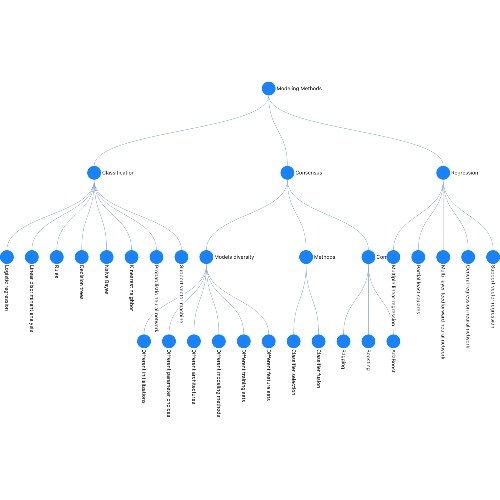 Modeling Methods
Classification
Consensus
Regression
Logistic regression
Linear discriminant analysis
Rules
Decision trees
Naive Bayes
K nearest neighbor
Probabilistic neural network
Support vector machine
Models diversity
Methods
Com
Multiple linear regression
Partial least squares
Multi-layer feedforward neural network
General regression neural network
Support vector regression
Different initializations
Different parameter choices
Different architectures
Different modeling methods
Different training sets
Different feature sets
Classifier selection
Classifier fusion
Bagging
Boosting
AdaBoost